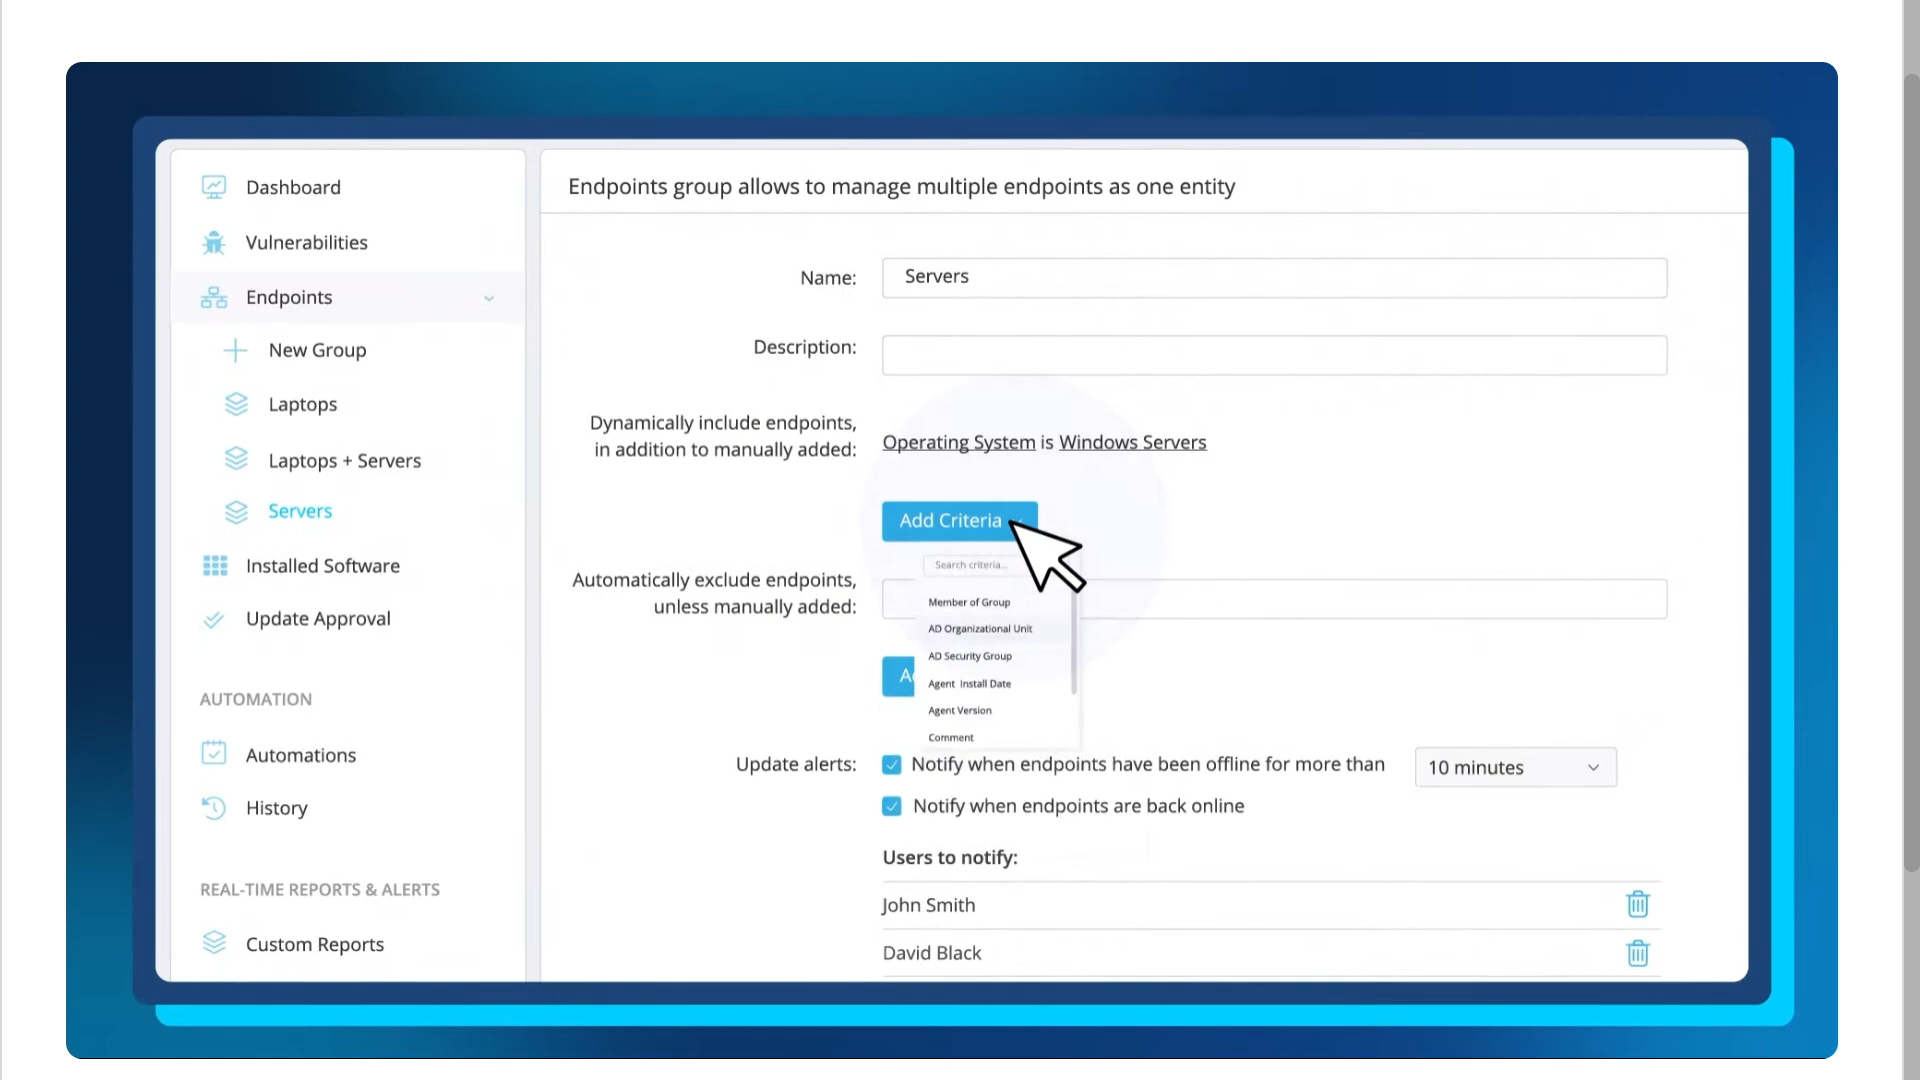 Dashboard
Vulnerabilities
Endpoints
New Group
Laptops
Laptops + Servers
Servers
Installed Software
Update Approval
AUTOMATION
Automations
History
REAL-TIME REPORTS & ALERTS
Custom Reports
Endpoints group allows to manage multiple endpoints as one entity
Name:
Servers
Description:
Dynamically include endpoints,
in addition to manually added:
Operating System is Windows Servers
Add Criteria
Search criteria...
Automatically exclude endpoints,
unless manually added:
Member of Group
AD Organizational Unit
AD Security Group
Agent Install Date
Agent Version
Comment
Update alerts:
Notify when endpoints have been offline for more than
10 minutes
Notify when endpoints are back online
Users to notify:
John Smith
David Black